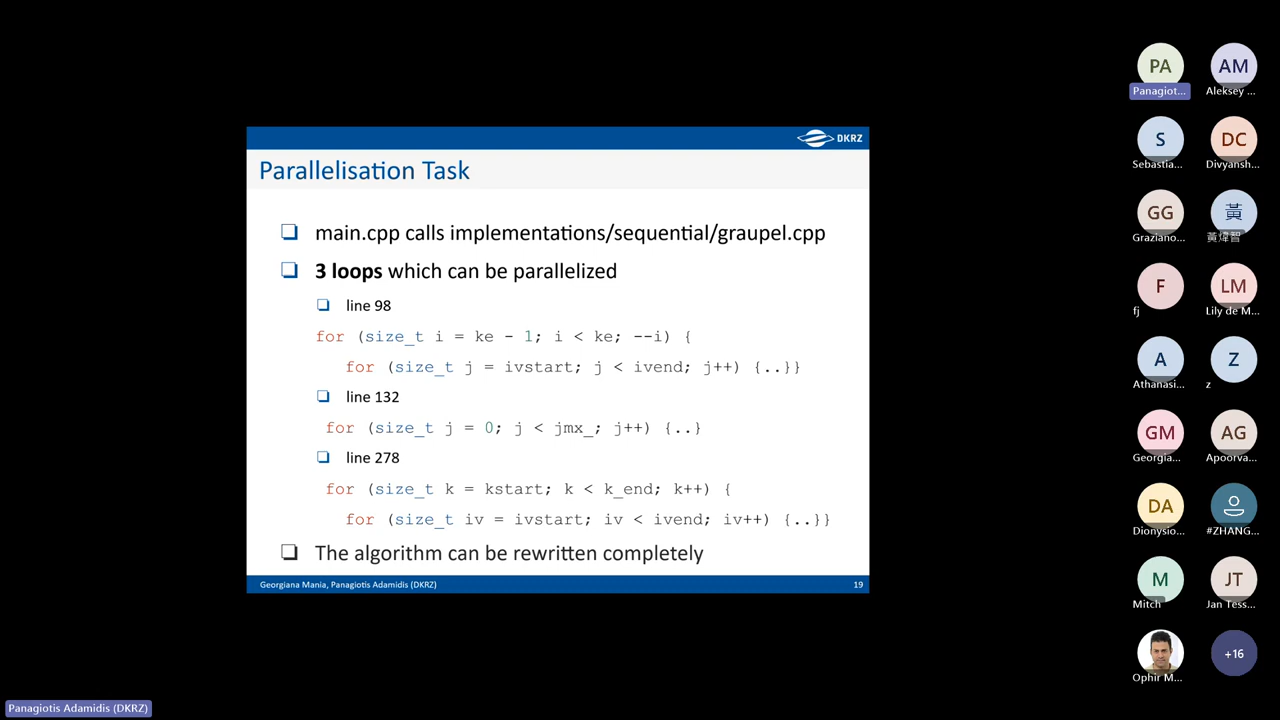 DKRZ
Parallelisation Task
main.cpp calls implementations/sequential/graupel.cpp
3 loops which can be parallelized
line 98
for (size_t i = ke - 1; i < ke; --i) {
for (size_t j = ivstart; j < ivend; j++) {..}}
line 132
for (size_t j = 0; j < jmx_; j++) {..}
line 278
for (size_t k = kstart; k < k_end; k++) {
for (size_t iv = ivstart; iv < ivend; iv++) {..}}
The algorithm can be rewritten completely
Georgiana Mania, Panagiotis Adamidis (DKRZ)
19
PA
AM
Panagiot...
Aleksey ...
S
DC
Sebastia...
Divyansh...
GG
黃
Graziano...
黃煒智
F
LM
fj
Lily de M...
A
Z
Athanasi...
z
GM
AG
Georgia...
Apoorva...
DA
Dionysio...
#ZHANG...
M
JT
Mitch
Jan Tess...
+16
Ophir M...
Panagiotis Adamidis (DKRZ)